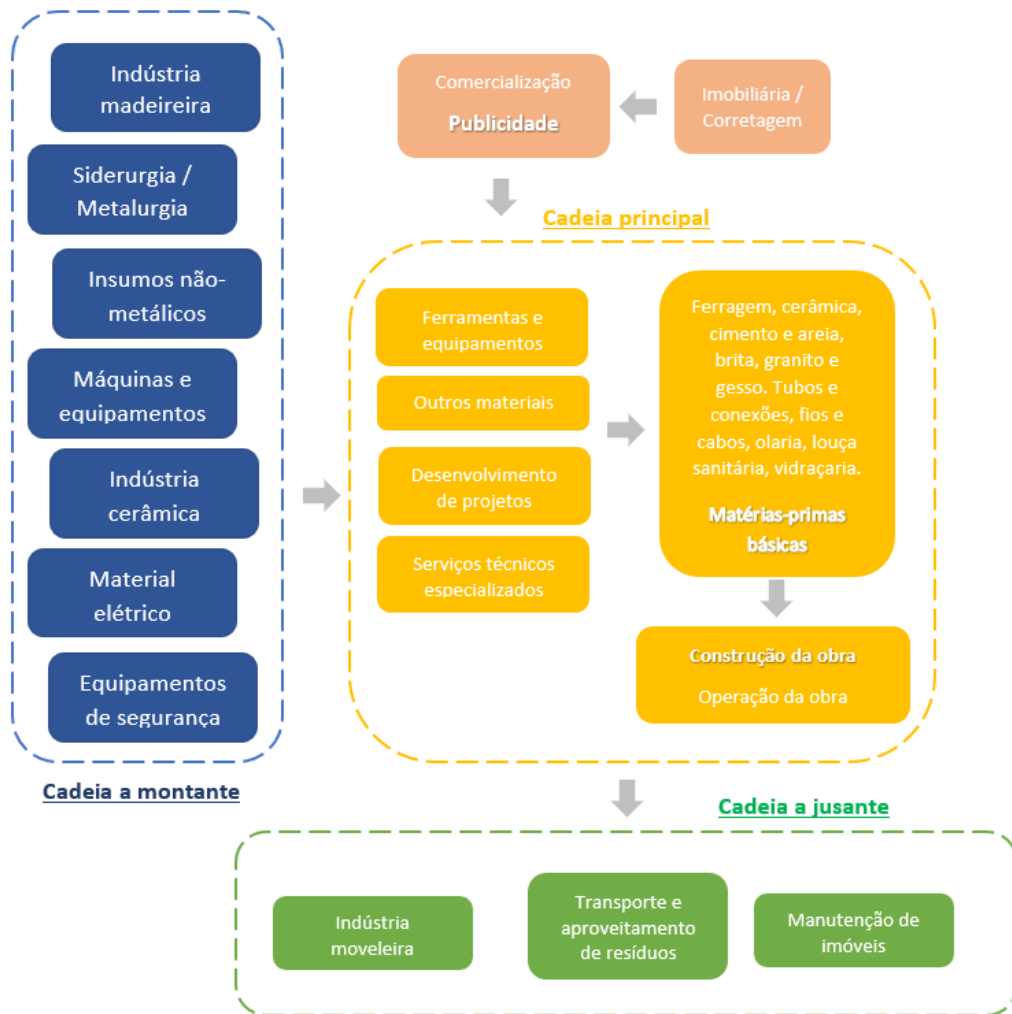 Indústria
madeireira
Siderurgia /
Metalurgia
Insumos não-
metálicos
Máquinas e
equipamentos
Indústria
cerâmica
Material
elétrico
Equipamentos
de segurança
Cadeia a montante
Comercialização
Publicidade
Imobiliária /
Corretagem
Cadeia principal
Ferramentas e
equipamentos
Outros materiais
Desenvolvimento
de projetos
Serviços técnicos
especializados
Ferragem, cerâmica,
cimento e areia,
brita, granito e
gesso. Tubos e
conexões, fios e
cabos, olaria, louça
sanitária, vidraçaria.
Matérias-primas
básicas
Construção da obra
Operação da obra
Cadeia a jusante
Indústria
moveleira
Transporte e
aproveitamento
de resíduos
Manutenção de
imóveis